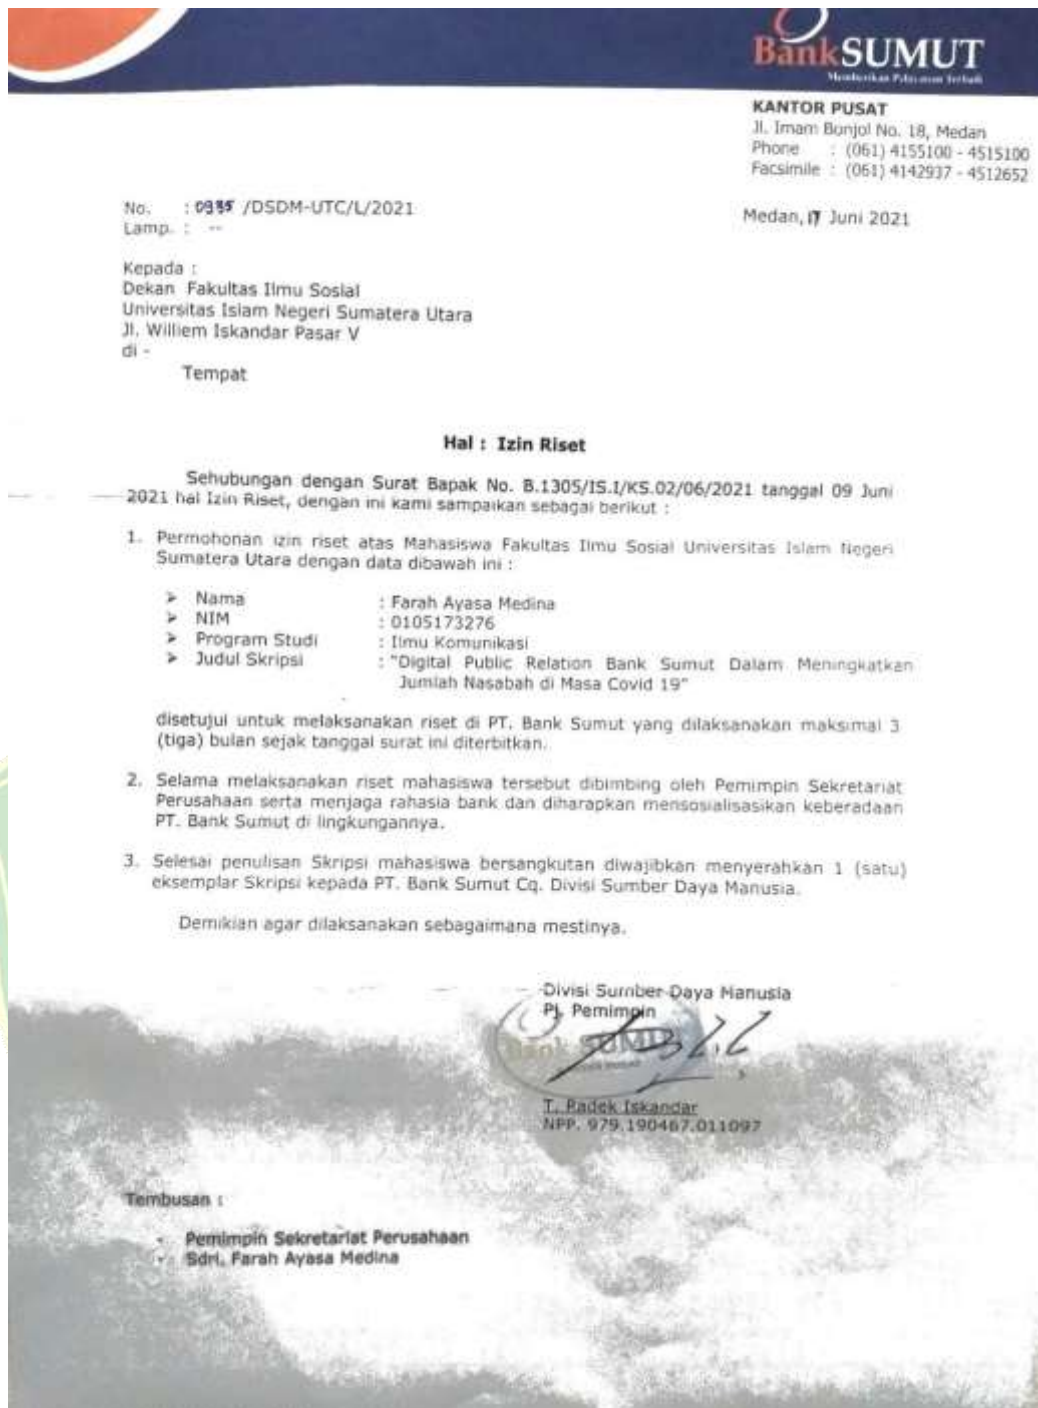 BankSUMUT
Memberikan Pelayanan Terbaik
KANTOR PUSAT
Jl. Imam Bonjol No. 18, Medan
Phone : (061) 4155100 - 4515100
Facsimile : (061) 4142937 - 4512652
No. : /DSDM-UTC/L/2021
Lamp. : --
Medan, 17 Juni 2021
Kepada :
Dekan Fakultas Ilmu Sosial
Universitas Islam Negeri Sumatera Utara
Jl. Williem Iskandar Pasar V
di -
Tempat
Hal : Izin Riset
Sehubungan dengan Surat Bapak No. B.1305/IS.I/KS.02/06/2021 tanggal 09 Juni
2021 hal Izin Riset, dengan ini kami sampaikan sebagai berikut :
1. Permohonan izin riset atas Mahasiswa Fakultas Ilmu Sosial Universitas Islam Negeri
Sumatera Utara dengan data dibawah ini :
➢ Nama : Farah Ayasa Medina
➢ NIM : 0105173276
➢ Program Studi : Ilmu Komunikasi
➢ Judul Skripsi : "Digital Public Relation Bank Sumut Dalam Meningkatkan
Jumlah Nasabah di Masa Covid 19"
disetujui untuk melaksanakan riset di PT. Bank Sumut yang dilaksanakan maksimal 3
(tiga) bulan sejak tanggal surat ini diterbitkan.
2. Selama melaksanakan riset mahasiswa tersebut dibimbing oleh Pemimpin Sekretariat
Perusahaan serta menjaga rahasia bank dan diharapkan mensosialisasikan keberadaan
PT. Bank Sumut di lingkungannya.
3. Selesai penulisan Skripsi mahasiswa bersangkutan diwajibkan menyerahkan 1 (satu)
eksemplar Skripsi kepada PT. Bank Sumut Cq. Divisi Sumber Daya Manusia.
Demikian agar dilaksanakan sebagaimana mestinya.
Divisi Sumber Daya Manusia
Pj. Pemimpin
Bank SUMUT
T. Radek Iskandar
NPP. 979.190467.011097
Tembusan :
- Pemimpin Sekretariat Perusahaan
- Sdri. Farah Ayasa Medina